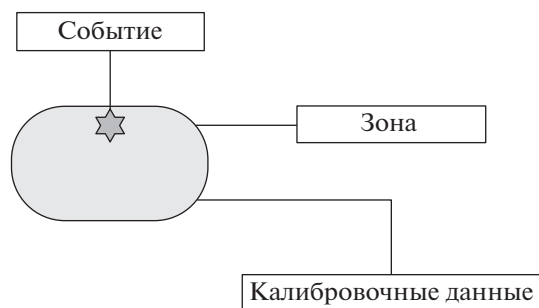 Событие
Зона
Калибровочные данные